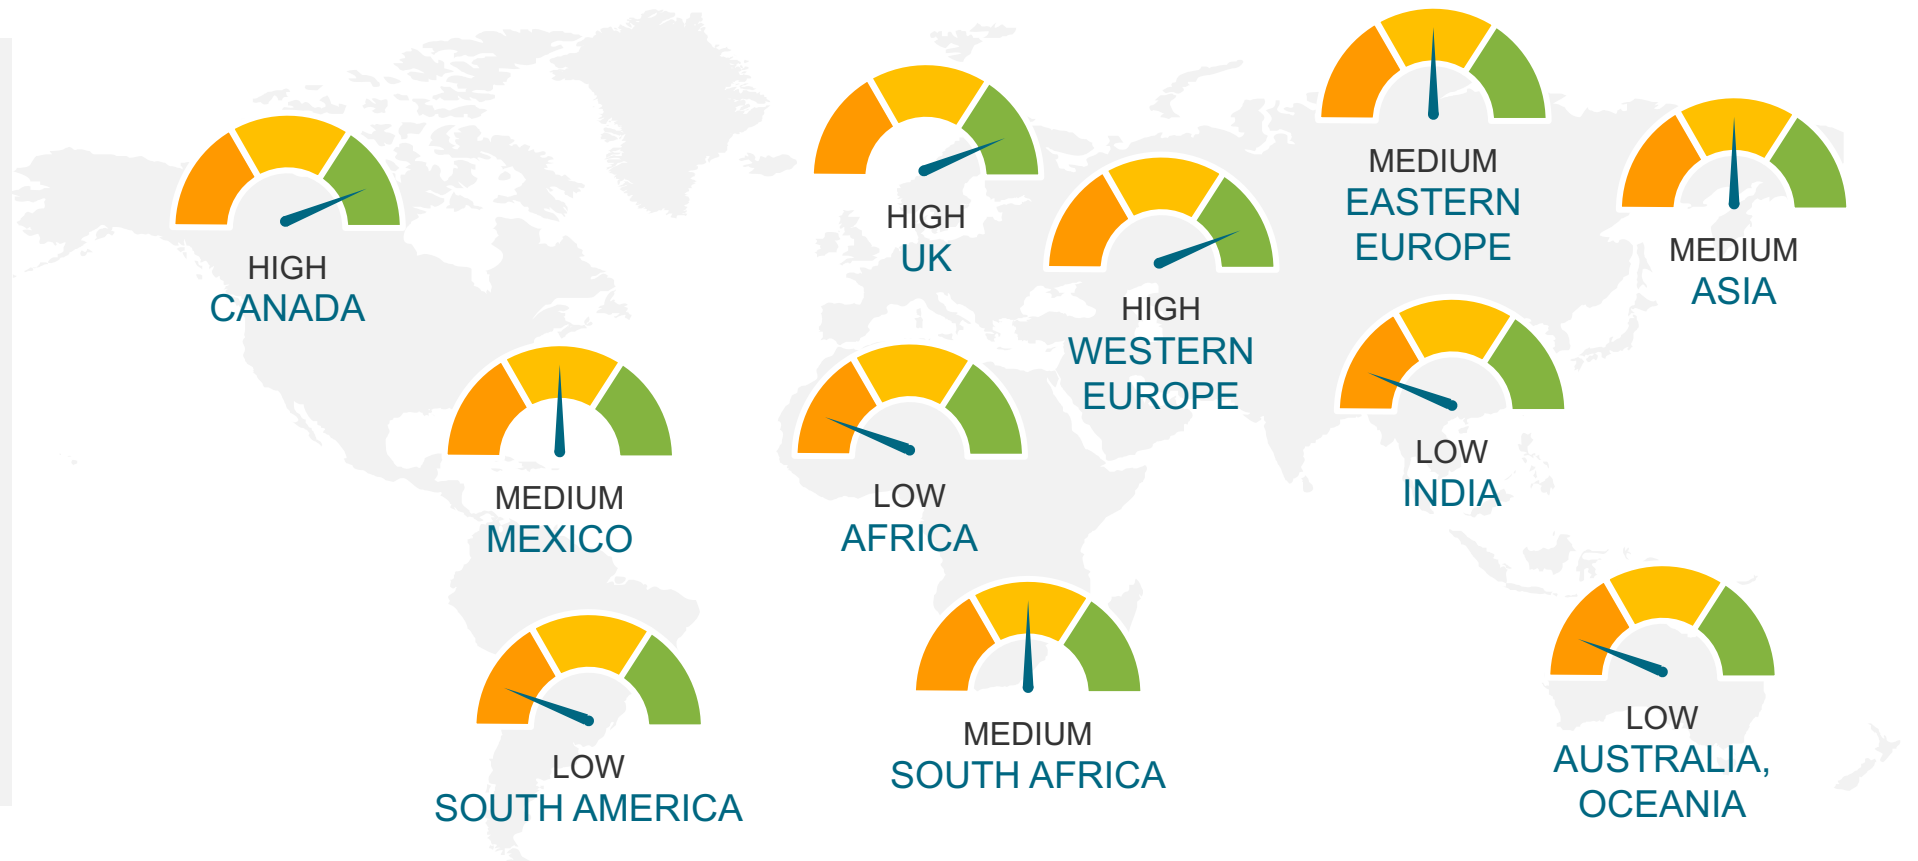 HIGH
CANADA
HIGH
UK
HIGH
WESTERN
EUROPE
MEDIUM
EASTERN
EUROPE
MEDIUM
ASIA
MEDIUM
MEXICO
LOW
AFRICA
LOW
INDIA
LOW
SOUTH AMERICA
MEDIUM
SOUTH AFRICA
LOW
AUSTRALIA,
OCEANIA